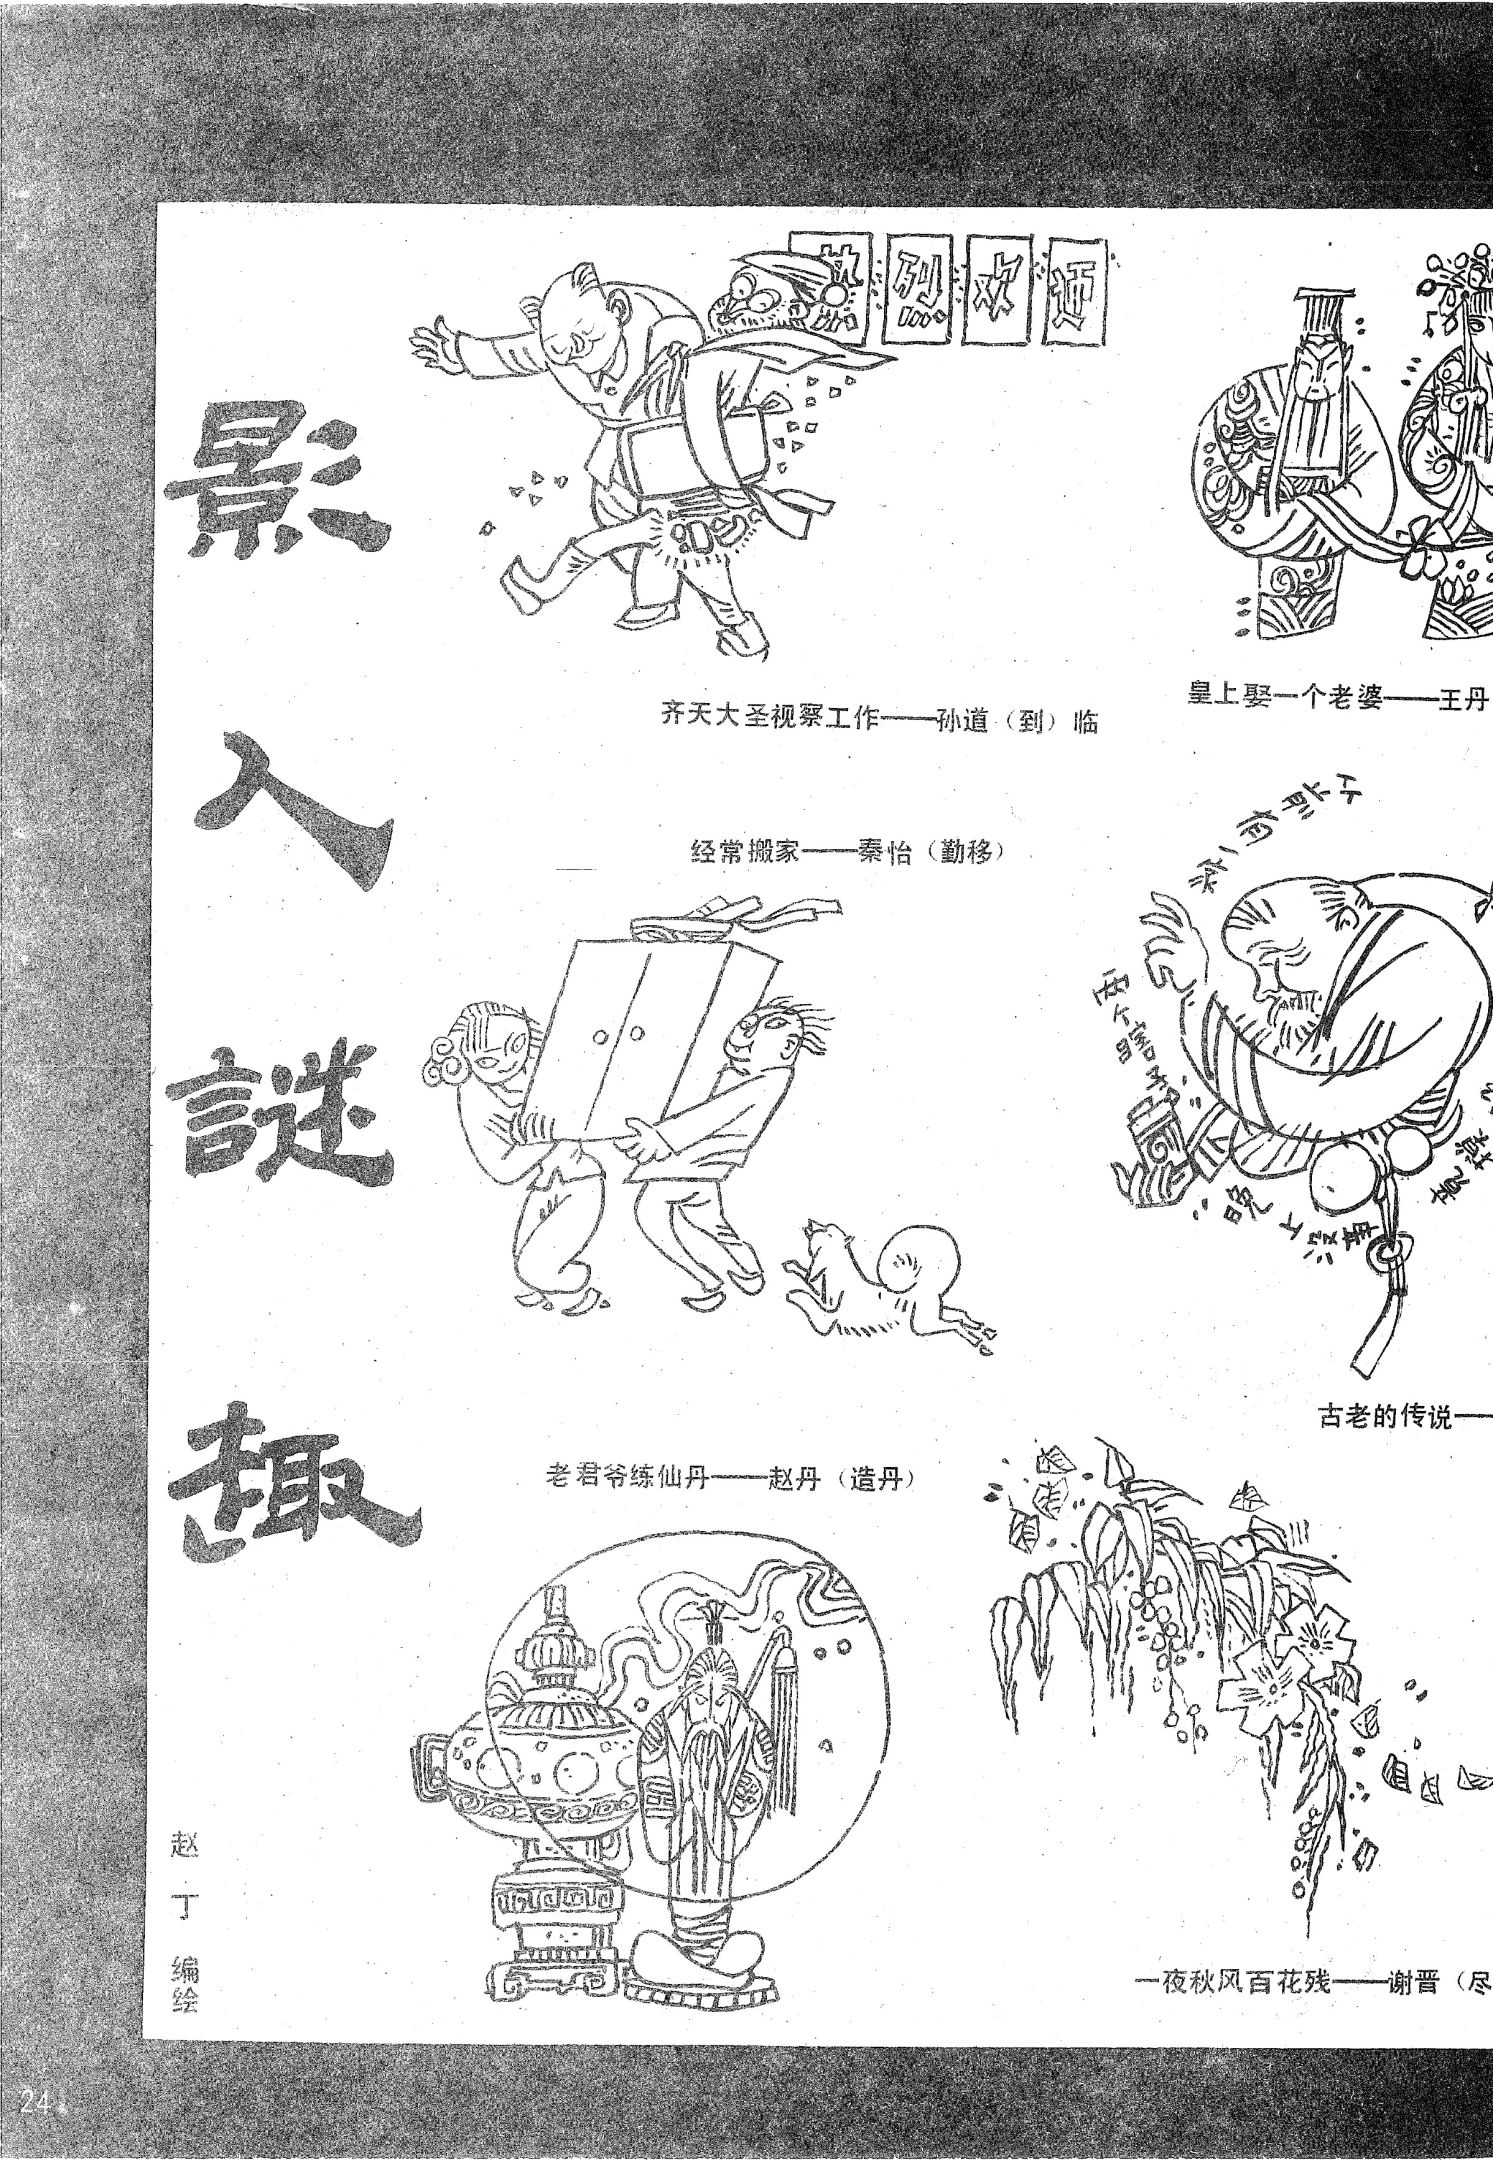 影人謎趣
热烈欢迎
齐天大圣视察工作——孙道（到）临
皇上娶一个老婆——王丹
经常搬家——秦怡（勤移）
古老的传说——
老君爷练仙丹——赵丹（造丹）
一夜秋风百花残——谢晋（尽
赵丁编绘
24